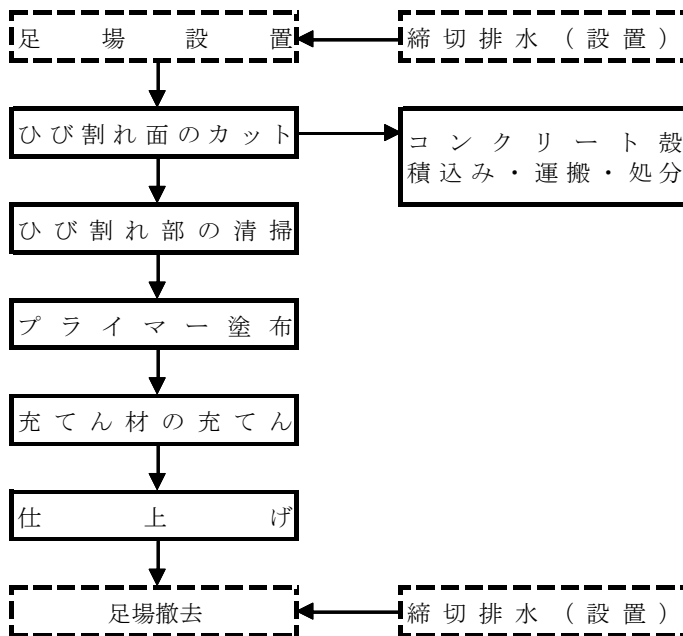 足場設置
締切排水（設置）
ひび割れ面のカット
コンクリート殻
積込み・運搬・処分
ひび割れ部の清掃
プライマー塗布
充てん材の充てん
仕上げ
足場撤去
締切排水（設置）